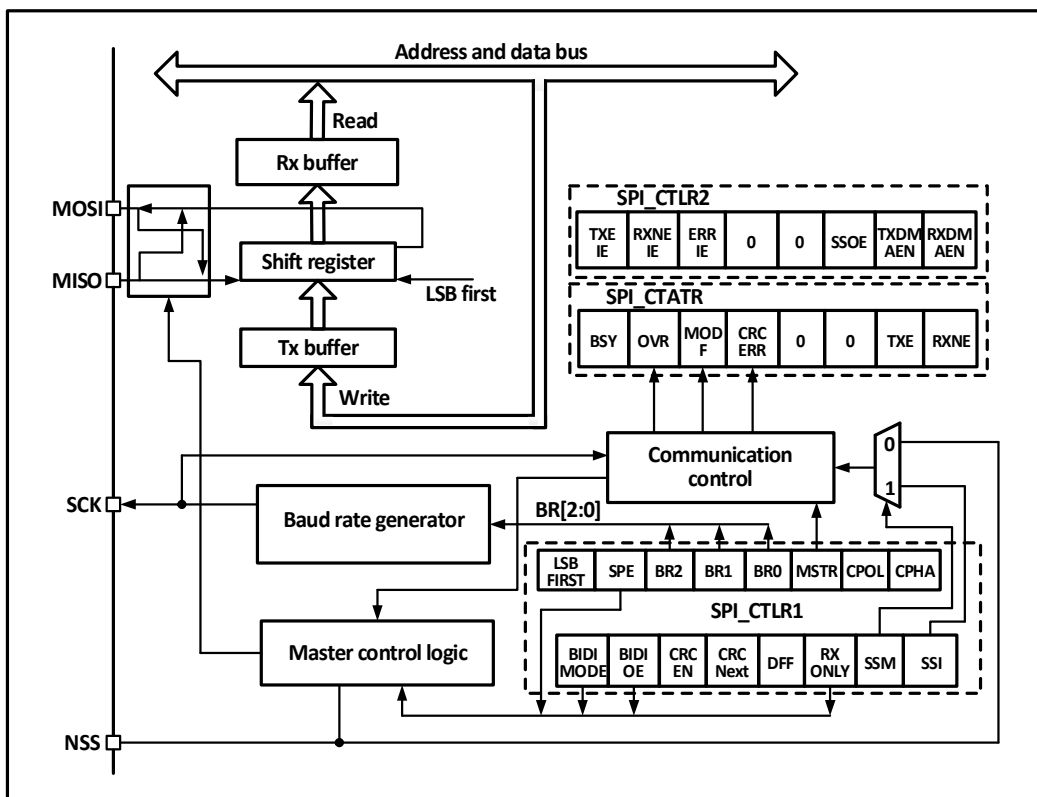 Address and data bus
Read
Rx buffer
MOSI
SPI_CTLR2
TXE
IE
RXNE
IE
ERR
IE
0
0
SSOE
TXDM
AEN
RXDM
AEN
Shift register
MISO
LSB first
SPI_CTATR
BSY
OVR
MOD
F
CRC
ERR
0
0
TXE
RXNE
Tx buffer
Write
Communication
control
0
1
SCK
Baud rate generator
BR[2:0]
LSB
FIRST
SPE
BR2
BR1
BR0
MSTR
CPOL
CPHA
SPI_CTLR1
Master control logic
BIDI
MODE
BIDI
OE
CRC
EN
CRC
Next
DFF
RX
ONLY
SSM
SSI
NSS